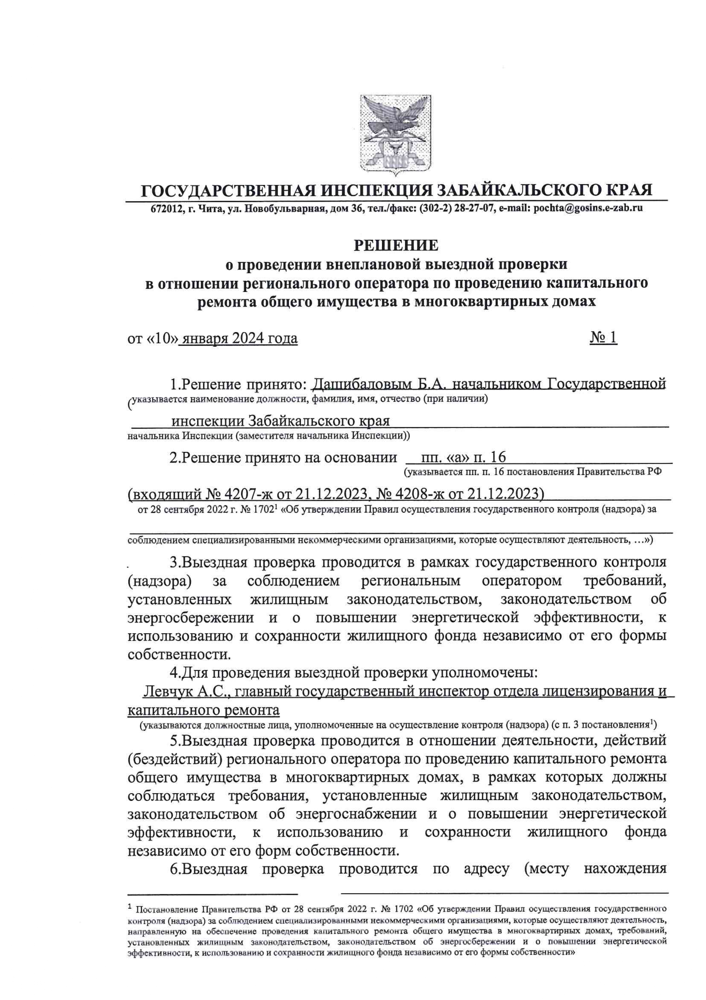 ГОСУДАРСТВЕННАЯ ИНСПЕКЦИЯ ЗАБАЙКАЛЬСКОГО КРАЯ
672012, г. Чита, ул. Новобульварная, дом 36, тел./факс: (302-2) 28-27-07, e-mail: pochta@gosins.e-zab.ru
РЕШЕНИЕ
о проведении внеплановой выездной проверки
в отношении регионального оператора по проведению капитального
ремонта общего имущества в многоквартирных домах
от «10» января 2024 года № 1
1.Решение принято: Дашибаловым Б.А. начальником Государственной
(указывается наименование должности, фамилия, имя, отчество (при наличии)
инспекции Забайкальского края
начальника Инспекции (заместителя начальника Инспекции))
2.Решение принято на основании пп. «а» п. 16
(указывается пп. п. 16 постановления Правительства РФ
(входящий № 4207-ж от 21.12.2023, № 4208-ж от 21.12.2023)
от 28 сентября 2022 г. № 1702¹ «Об утверждении Правил осуществления государственного контроля (надзора) за
соблюдением специализированными некоммерческими организациями, которые осуществляют деятельность, …»)
3.Выездная проверка проводится в рамках государственного контроля
(надзора) за соблюдением региональным оператором требований,
установленных жилищным законодательством, законодательством об
энергосбережении и о повышении энергетической эффективности, к
использованию и сохранности жилищного фонда независимо от его формы
собственности.
4.Для проведения выездной проверки уполномочены:
Левчук А.С., главный государственный инспектор отдела лицензирования и
капитального ремонта
(указываются должностные лица, уполномоченные на осуществление контроля (надзора) (с п. 3 постановления¹)
5.Выездная проверка проводится в отношении деятельности, действий
(бездействий) регионального оператора по проведению капитального ремонта
общего имущества в многоквартирных домах, в рамках которых должны
соблюдаться требования, установленные жилищным законодательством,
законодательством об энергоснабжении и о повышении энергетической
эффективности, к использованию и сохранности жилищного фонда
независимо от его форм собственности.
6.Выездная проверка проводится по адресу (месту нахождения
¹ Постановление Правительства РФ от 28 сентября 2022 г. № 1702 «Об утверждении Правил осуществления государственного
контроля (надзора) за соблюдением специализированными некоммерческими организациями, которые осуществляют деятельность,
направленную на обеспечение проведения капитального ремонта общего имущества в многоквартирных домах, требований,
установленных жилищным законодательством, законодательством об энергосбережении и о повышении энергетической
эффективности, к использованию и сохранности жилищного фонда независимо от его формы собственности»